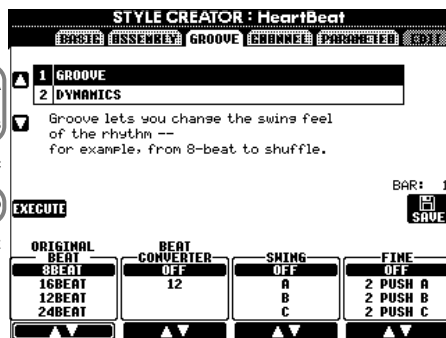 STYLE CREATOR : HeartBeat
BASIC ASSEMBLY GROOVE CHANNEL PARAMETER EDIT
1 GROOVE
2 DYNAMICS
Groove lets you change the swing feel
of the rhythm --
for example, from 8-beat to shuffle.
BAR: 1
EXECUTE
SAVE
ORIGINAL BEAT
BEAT CONVERTER
SWING
FINE
8BEAT OFF OFF OFF
16BEAT 12 A 2 PUSH A
12BEAT B 2 PUSH B
24BEAT C 2 PUSH C